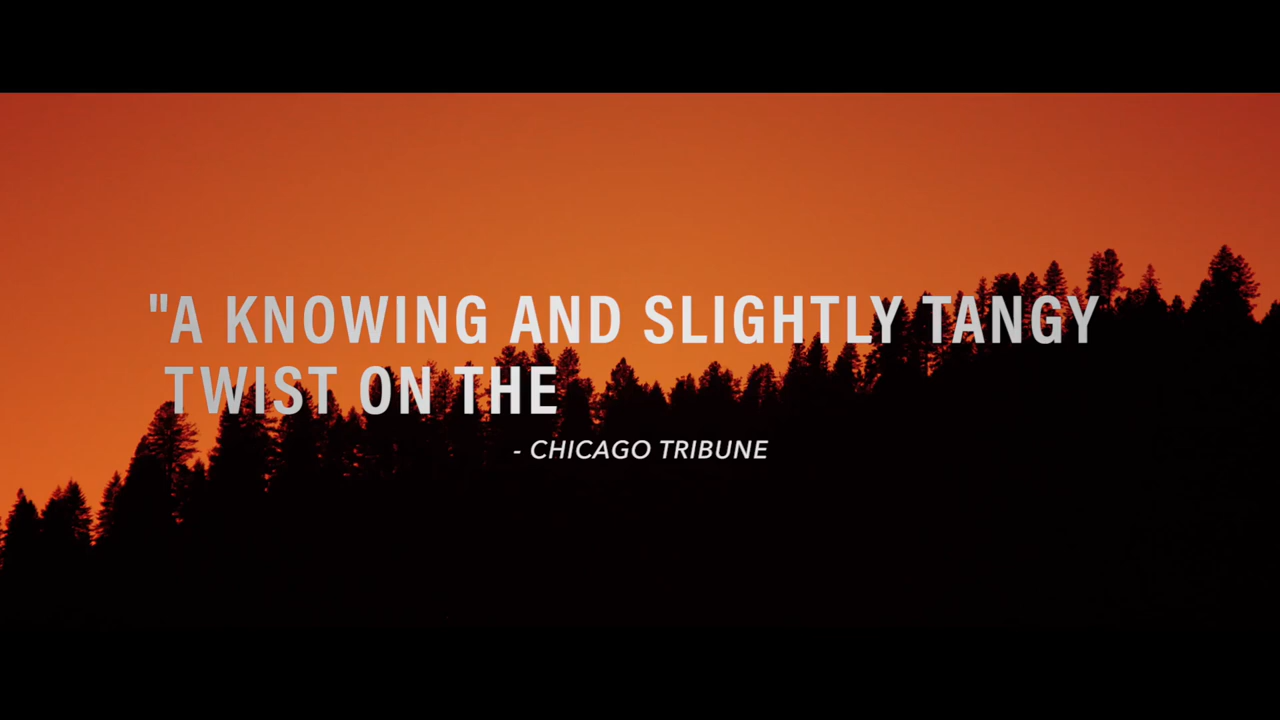 "A KNOWING AND SLIGHTLY TANGY
TWIST ON THE
- CHICAGO TRIBUNE